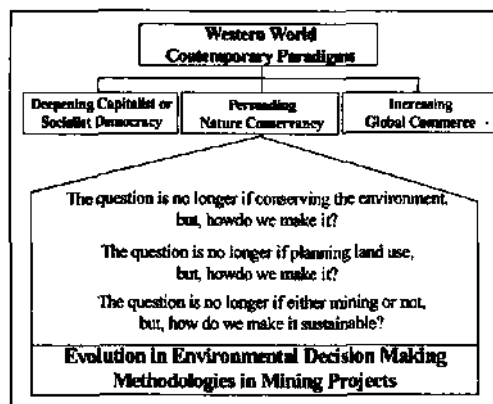 Western World
Contemporary Paradigms
Deepening Capitalist or
Socialist Democracy
Persuading
Nature Conservancy
Increasing
Global Commerce
The question is no longer if conserving the environment,
but, howdo we make it?
The question is no longer if planning land use,
but, howdo we make it?
The question is no longer if either mining or not,
but, how do we make it sustainable?
Evolution in Environmental Decision Making
Methodologies in Mining Projects